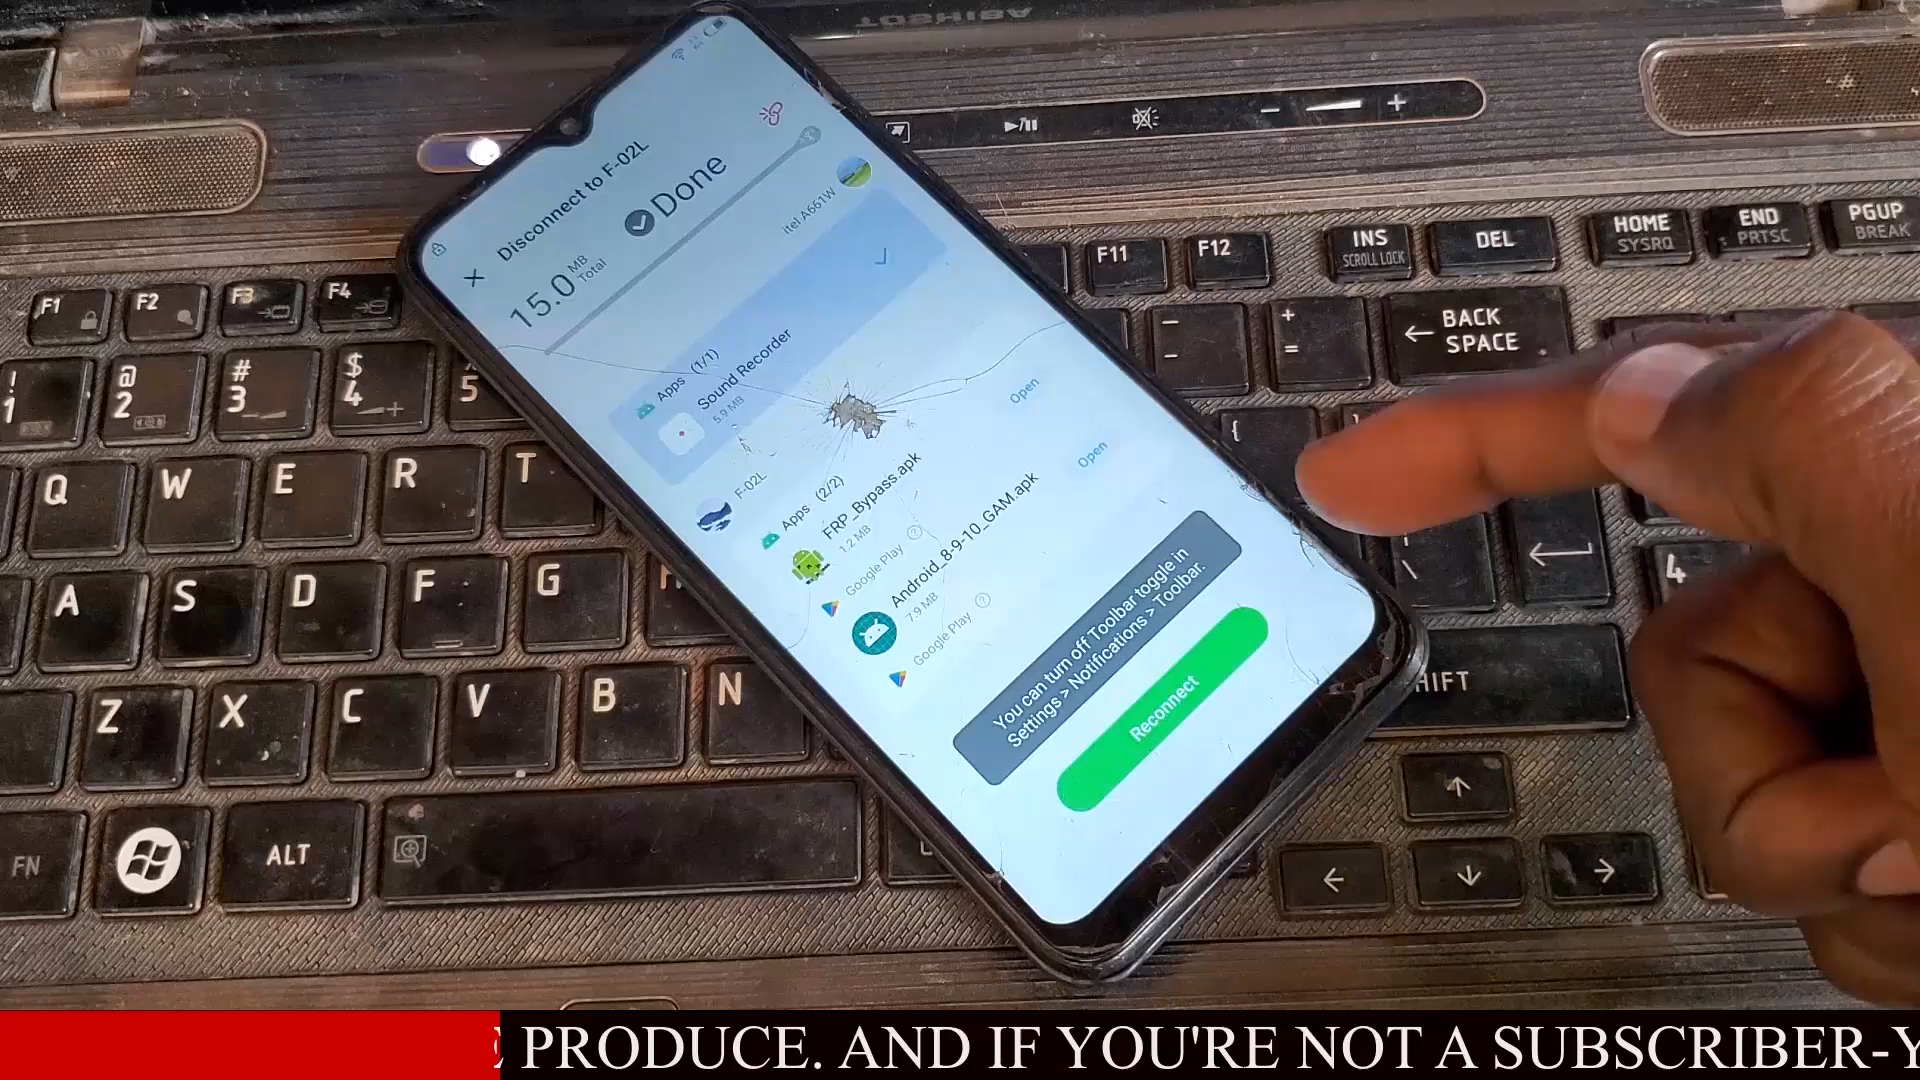 TOSHIBA
Disconnect to F-02L
Done
15.0 MB
Total
Itel A661W
Apps (1/1)
Sound Recorder
5.9 MB
Open
F-02L
Apps (2/2)
FRP_Bypass.apk
1.2 MB
Google Play
Open
Android_8-9-10_GAM.apk
7.9 MB
Google Play
You can turn off Toolbar toggle in
Settings > Notifications > Toolbar.
Reconnect
F1
F2
F3
F4
F11
F12
INS
SCROLL LOCK
DEL
HOME
SYSRQ
END
PRTSC
PGUP
BREAK
!
1
@
2
#
3
$
4
5
+
=
BACK
SPACE
Q
W
E
R
T
{
A
S
D
F
G
H
\
4
Z
X
C
V
B
N
HIFT
FN
ALT
PRODUCE. AND IF YOU'RE NOT A SUBSCRIBER-Y